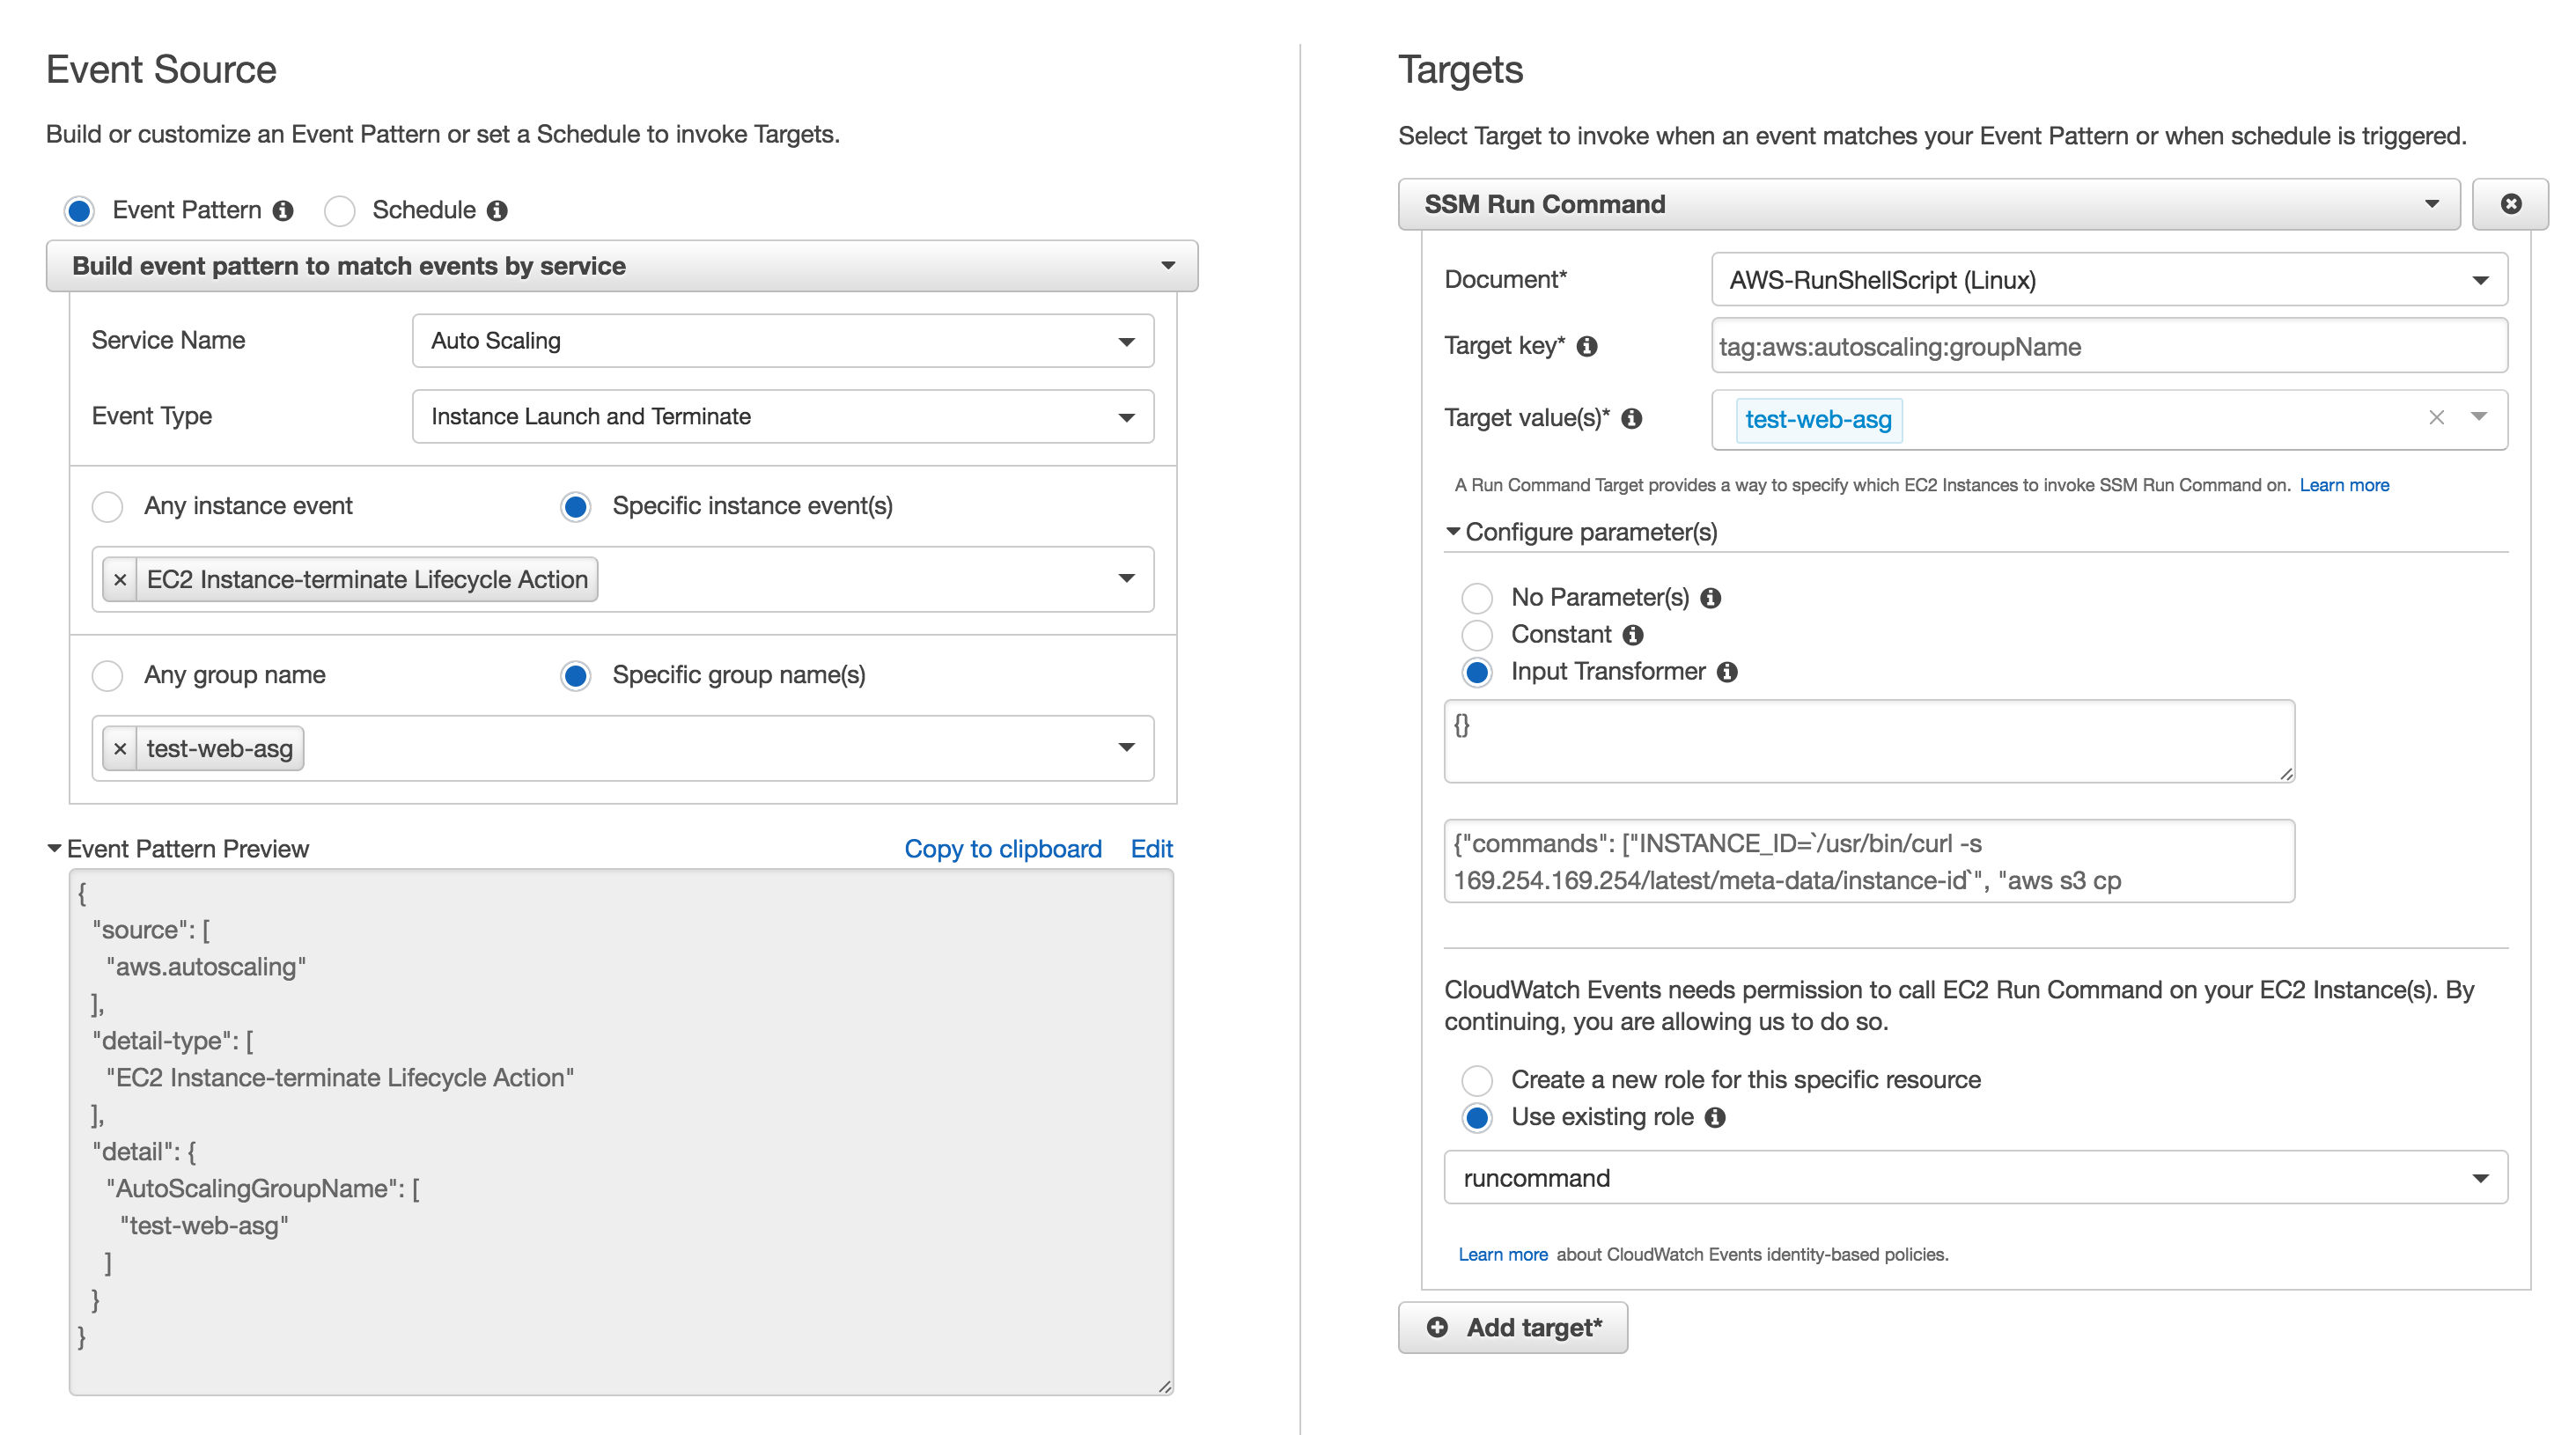 Event Source
Build or customize an Event Pattern or set a Schedule to invoke Targets.
Event Pattern
Schedule
Build event pattern to match events by service
Service Name
Auto Scaling
Event Type
Instance Launch and Terminate
Any instance event
Specific instance event(s)
× EC2 Instance-terminate Lifecycle Action
Any group name
Specific group name(s)
× test-web-asg
Event Pattern Preview
Copy to clipboard
Edit
{
"source": [
"aws.autoscaling"
],
"detail-type": [
"EC2 Instance-terminate Lifecycle Action"
],
"detail": {
"AutoScalingGroupName": [
"test-web-asg"
]
}
}
Targets
Select Target to invoke when an event matches your Event Pattern or when schedule is triggered.
SSM Run Command
Document*
AWS-RunShellScript (Linux)
Target key*
tag:aws:autoscaling:groupName
Target value(s)*
test-web-asg
A Run Command Target provides a way to specify which EC2 Instances to invoke SSM Run Command on. Learn more
Configure parameter(s)
No Parameter(s)
Constant
Input Transformer
{}
{"commands": ["INSTANCE_ID=`/usr/bin/curl -s
169.254.169.254/latest/meta-data/instance-id`", "aws s3 cp
CloudWatch Events needs permission to call EC2 Run Command on your EC2 Instance(s). By
continuing, you are allowing us to do so.
Create a new role for this specific resource
Use existing role
runcommand
Learn more about CloudWatch Events identity-based policies.
Add target*